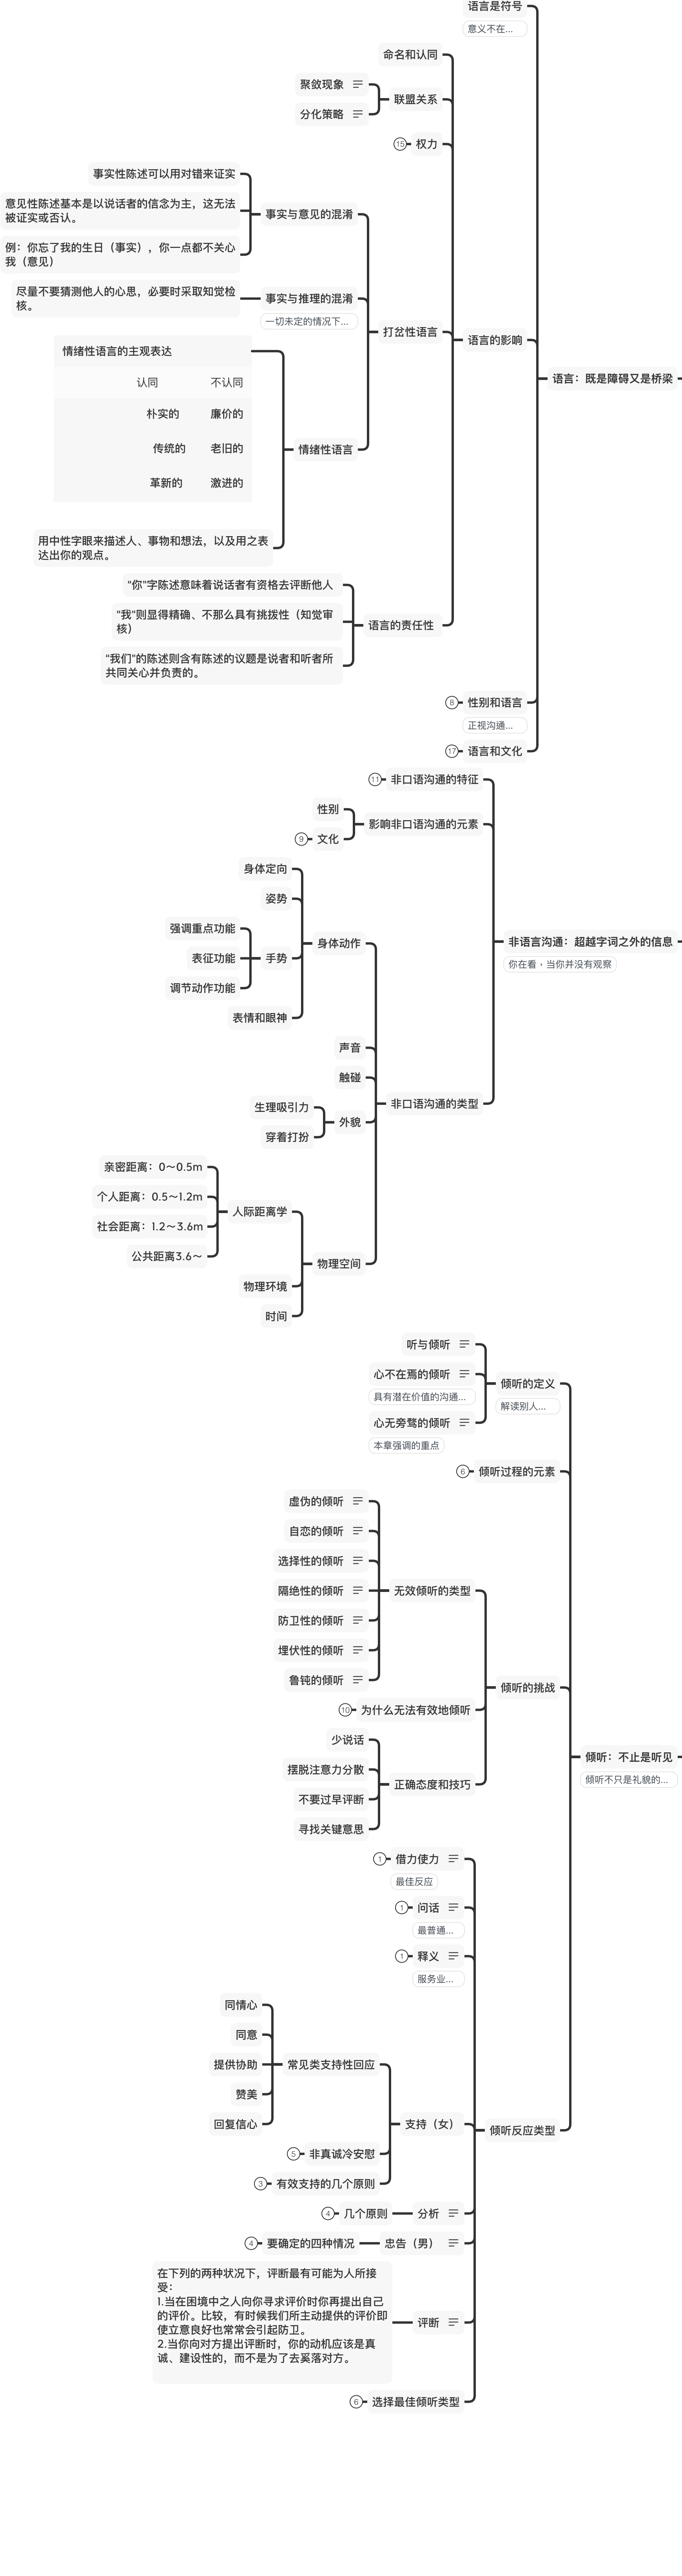 语言是符号
意义不在...
命名和认同
聚敛现象
联盟关系
分化策略
15
权力
事实性陈述可以用对错来证实
意见性陈述基本是以说话者的信念为主，这无法
被证实或否认。
事实与意见的混淆
例：你忘了我的生日（事实），你一点都不关心
我（意见）
尽量不要猜测他人的心思，必要时采取知觉检
核。
事实与推理的混淆
一切未定的情况下...
打岔性语言
语言的影响
情绪性语言的主观表达
认同 不认同
朴实的 廉价的
传统的 老旧的
革新的 激进的
情绪性语言
用中性字眼来描述人、事物和想法，以及用之表
达出你的观点。
语言：既是障碍又是桥梁
“你”字陈述意味着说话者有资格去评断他人
“我”则显得精确、不那么具有挑拨性（知觉审
核）
语言的责任性
“我们”的陈述则含有陈述的议题是说者和听者所
共同关心并负责的。
8
性别和语言
正视沟通...
17
语言和文化
11
非口语沟通的特征
性别
影响非口语沟通的元素
9
文化
身体定向
姿势
强调重点功能
表征功能
手势
身体动作
调节动作功能
表情和眼神
非语言沟通：超越字词之外的信息
你在看，当你并没有观察
声音
触碰
非口语沟通的类型
生理吸引力
外貌
穿着打扮
亲密距离：0～0.5m
个人距离：0.5～1.2m
人际距离学
社会距离：1.2～3.6m
公共距离3.6～
物理空间
物理环境
时间
听与倾听
心不在焉的倾听
具有潜在价值的沟通...
倾听的定义
解读别人...
心无旁骛的倾听
本章强调的重点
6
倾听过程的元素
虚伪的倾听
自恋的倾听
选择性的倾听
隔绝性的倾听
无效倾听的类型
防卫性的倾听
埋伏性的倾听
鲁钝的倾听
倾听的挑战
10
为什么无法有效地倾听
少说话
摆脱注意力分散
正确态度和技巧
不要过早评断
寻找关键意思
倾听：不止是听见
倾听不只是礼貌的...
1
借力使力
最佳反应
1
问话
最普通...
1
释义
服务业...
同情心
同意
提供协助
常见类支持性回应
赞美
回复信心
支持（女）
倾听反应类型
5
非真诚冷安慰
3
有效支持的几个原则
4
几个原则
分析
4
要确定的四种情况
忠告（男）
在下列的两种状况下，评断最有可能为人所接
受：
1.当在困境中之人向你寻求评价时你再提出自己
的评价。比较，有时候我们所主动提供的评价即
使立意良好也常常会引起防卫。
2.当你向对方提出评断时，你的动机应该是真
诚、建设性的，而不是为了去奚落对方。
评断
6
选择最佳倾听类型